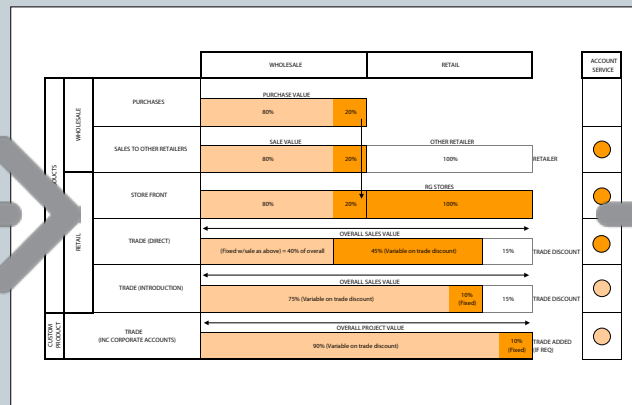 WHOLESALE
RETAIL
ACCOUNT
SERVICE
WHOLESALE
PURCHASES
PURCHASE VALUE
80%
20%
SALES TO OTHER RETAILERS
SALE VALUE
OTHER RETAILER
80%
20%
100%
RETAILER
RETAIL
STORE FRONT
RG STORES
80%
20%
100%
TRADE (DIRECT)
OVERALL SALES VALUE
(Fixed w/sale as above) = 40% of overall
45% (Variable on trade discount)
15%
TRADE DISCOUNT
TRADE (INTRODUCTION)
OVERALL SALES VALUE
75% (Variable on trade discount)
10%
(Fixed)
15%
TRADE DISCOUNT
CUSTOM
PRODUCT
TRADE
(INC CORPORATE ACCOUNTS)
OVERALL PROJECT VALUE
90% (Variable on trade discount)
10%
(Fixed)
TRADE ADDED
(IF REQ)